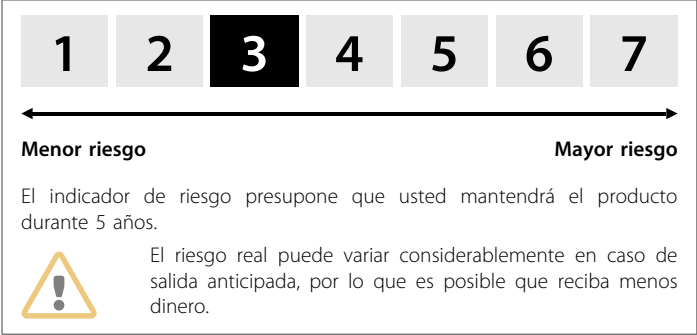 1 2 3 4 5 6 7
Menor riesgo Mayor riesgo
El indicador de riesgo presupone que usted mantendrá el producto
durante 5 años.
El riesgo real puede variar considerablemente en caso de
salida anticipada, por lo que es posible que reciba menos
dinero.